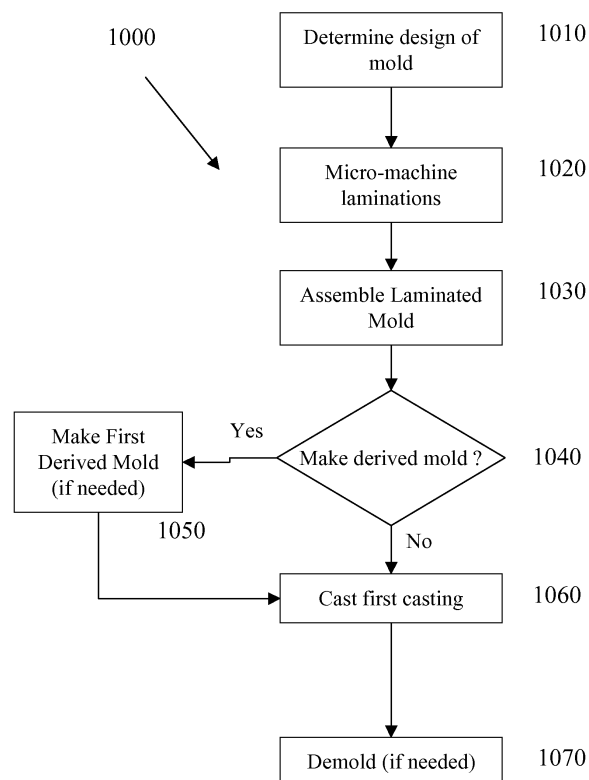 1000
Determine design of
mold
1010
Micro-machine
laminations
1020
Assemble Laminated
Mold
1030
Make derived mold ?
1040
Yes
Make First
Derived Mold
(if needed)
1050
No
Cast first casting
1060
Demold (if needed)
1070